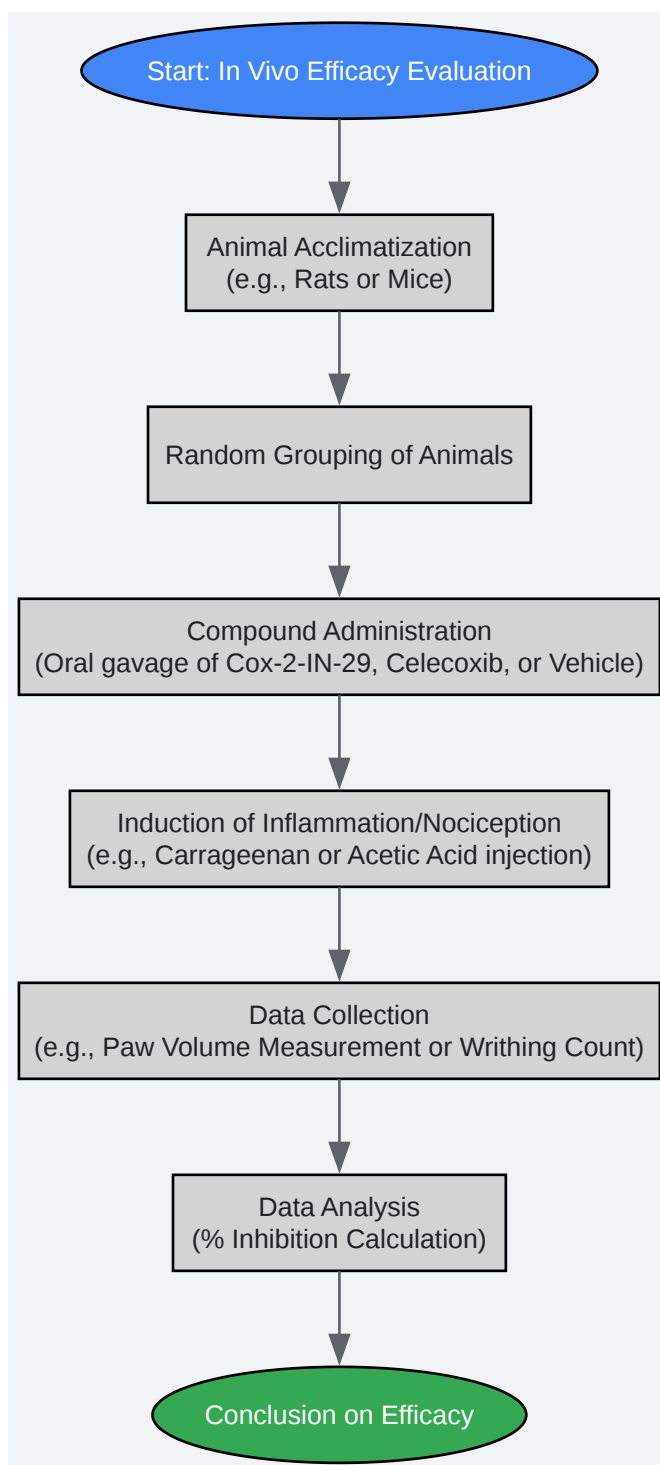 Start: In Vivo Efficacy Evaluation
Animal Acclimatization
(e.g., Rats or Mice)
Random Grouping of Animals
Compound Administration
(Oral gavage of Cox-2-IN-29, Celecoxib, or Vehicle)
Induction of Inflammation/Nociception
(e.g., Carrageenan or Acetic Acid injection)
Data Collection
(e.g., Paw Volume Measurement or Writhing Count)
Data Analysis
(% Inhibition Calculation)
Conclusion on Efficacy